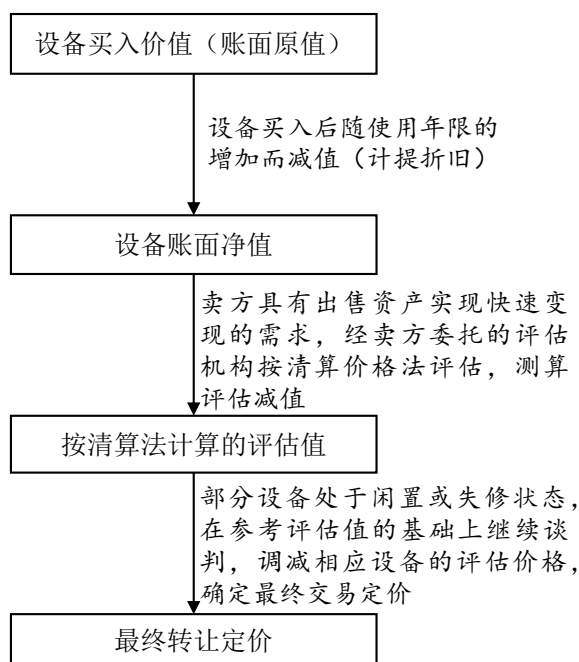 设备买入价值（账面原值）
设备买入后随使用年限的
增加而减值（计提折旧）
设备账面净值
卖方具有出售资产实现快速变
现的需求，经卖方委托的评估
机构按清算价格法评估，测算
评估减值
按清算法计算的评估值
部分设备处于闲置或失修状态，
在参考评估值的基础上继续谈
判，调减相应设备的评估价格，
确定最终交易定价
最终转让定价